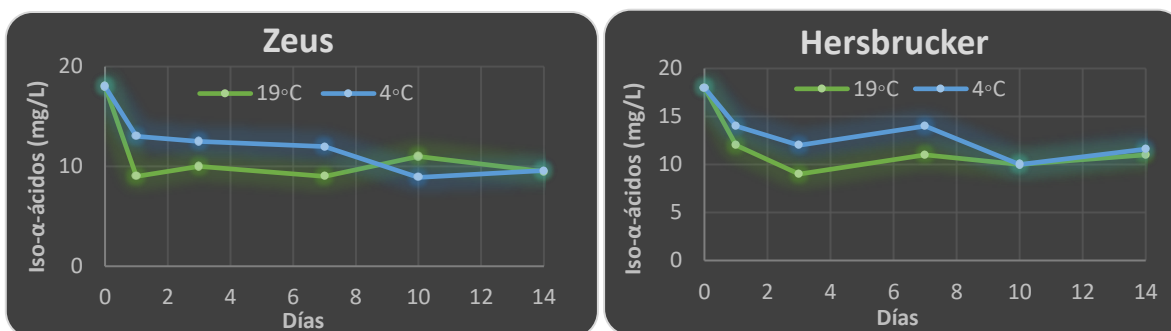 Zeus
20
10
0
Iso-α-ácidos (mg/L)
19◦C
4◦C
0 2 4 6 8 10 12 14
Días
Hersbrucker
20
15
10
5
0
Iso-α-ácidos (mg/L)
19◦C
4◦C
0 2 4 6 8 10 12 14
Días